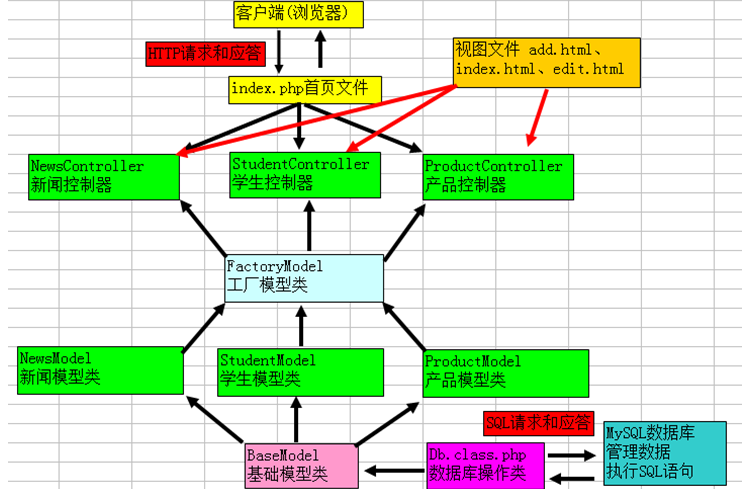 客户端(浏览器)
HTTP请求和应答
index.php首页文件
视图文件 add.html、
index.html、edit.html
NewsController
新闻控制器
StudentController
学生控制器
ProductController
产品控制器
FactoryModel
工厂模型类
NewsModel
新闻模型类
StudentModel
学生模型类
ProductModel
产品模型类
SQL请求和应答
BaseModel
基础模型类
Db.class.php
数据库操作类
MySQL数据库
管理数据
执行SQL语句